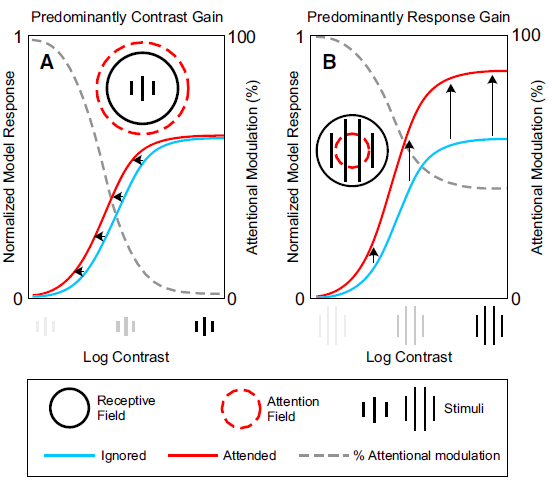 Predominantly Contrast Gain
Predominantly Response Gain
1
100
1
100
A
B
Normalized Model Response
Attentional Modulation (%)
Normalized Model Response
Attentional Modulation (%)
0
0
0
0
Log Contrast
Log Contrast
Receptive
Field
Attention
Field
Stimuli
Ignored
Attended
% Attentional modulation